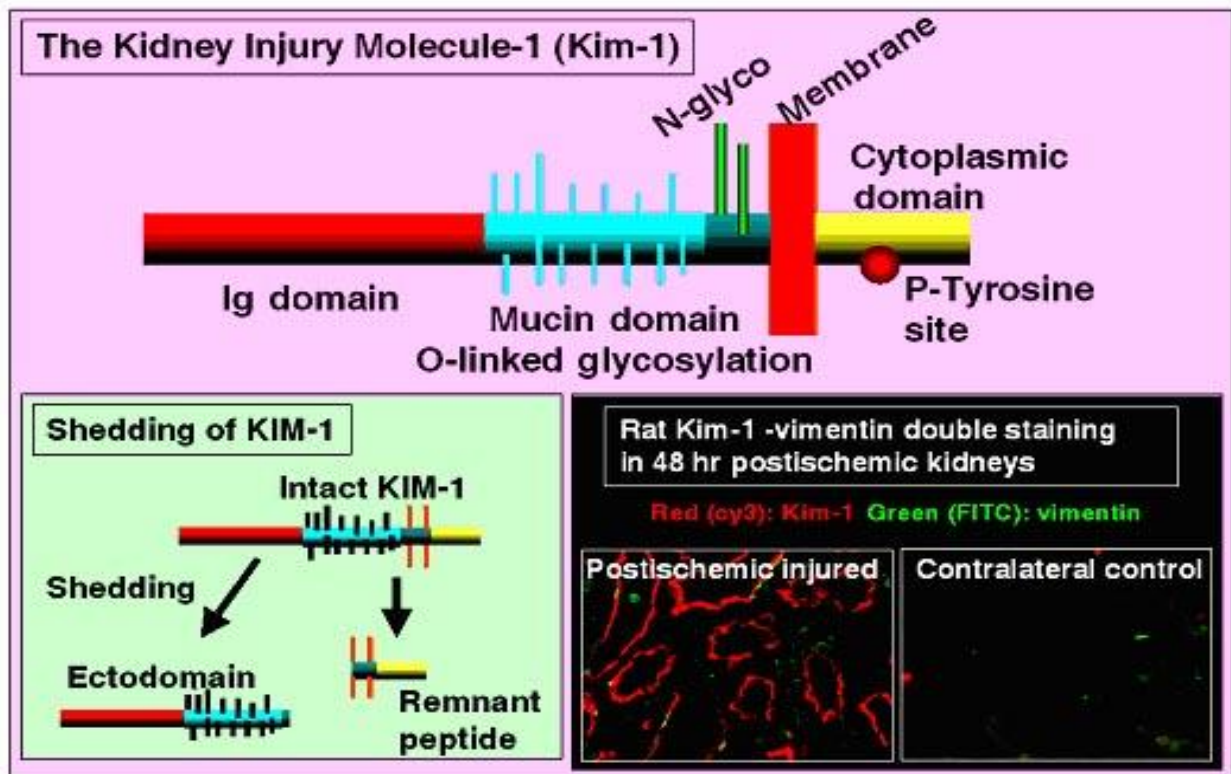 The Kidney Injury Molecule-1 (Kim-1)
N-glyco
Membrane
Cytoplasmic
domain
Ig domain
Mucin domain
O-linked glycosylation
P-Tyrosine
site
Shedding of KIM-1
Intact KIM-1
Shedding
Ectodomain
Remnant
peptide
Rat Kim-1 -vimentin double staining
in 48 hr postischemic kidneys
Red (cy3): Kim-1 Green (FITC): vimentin
Postischemic injured
Contralateral control